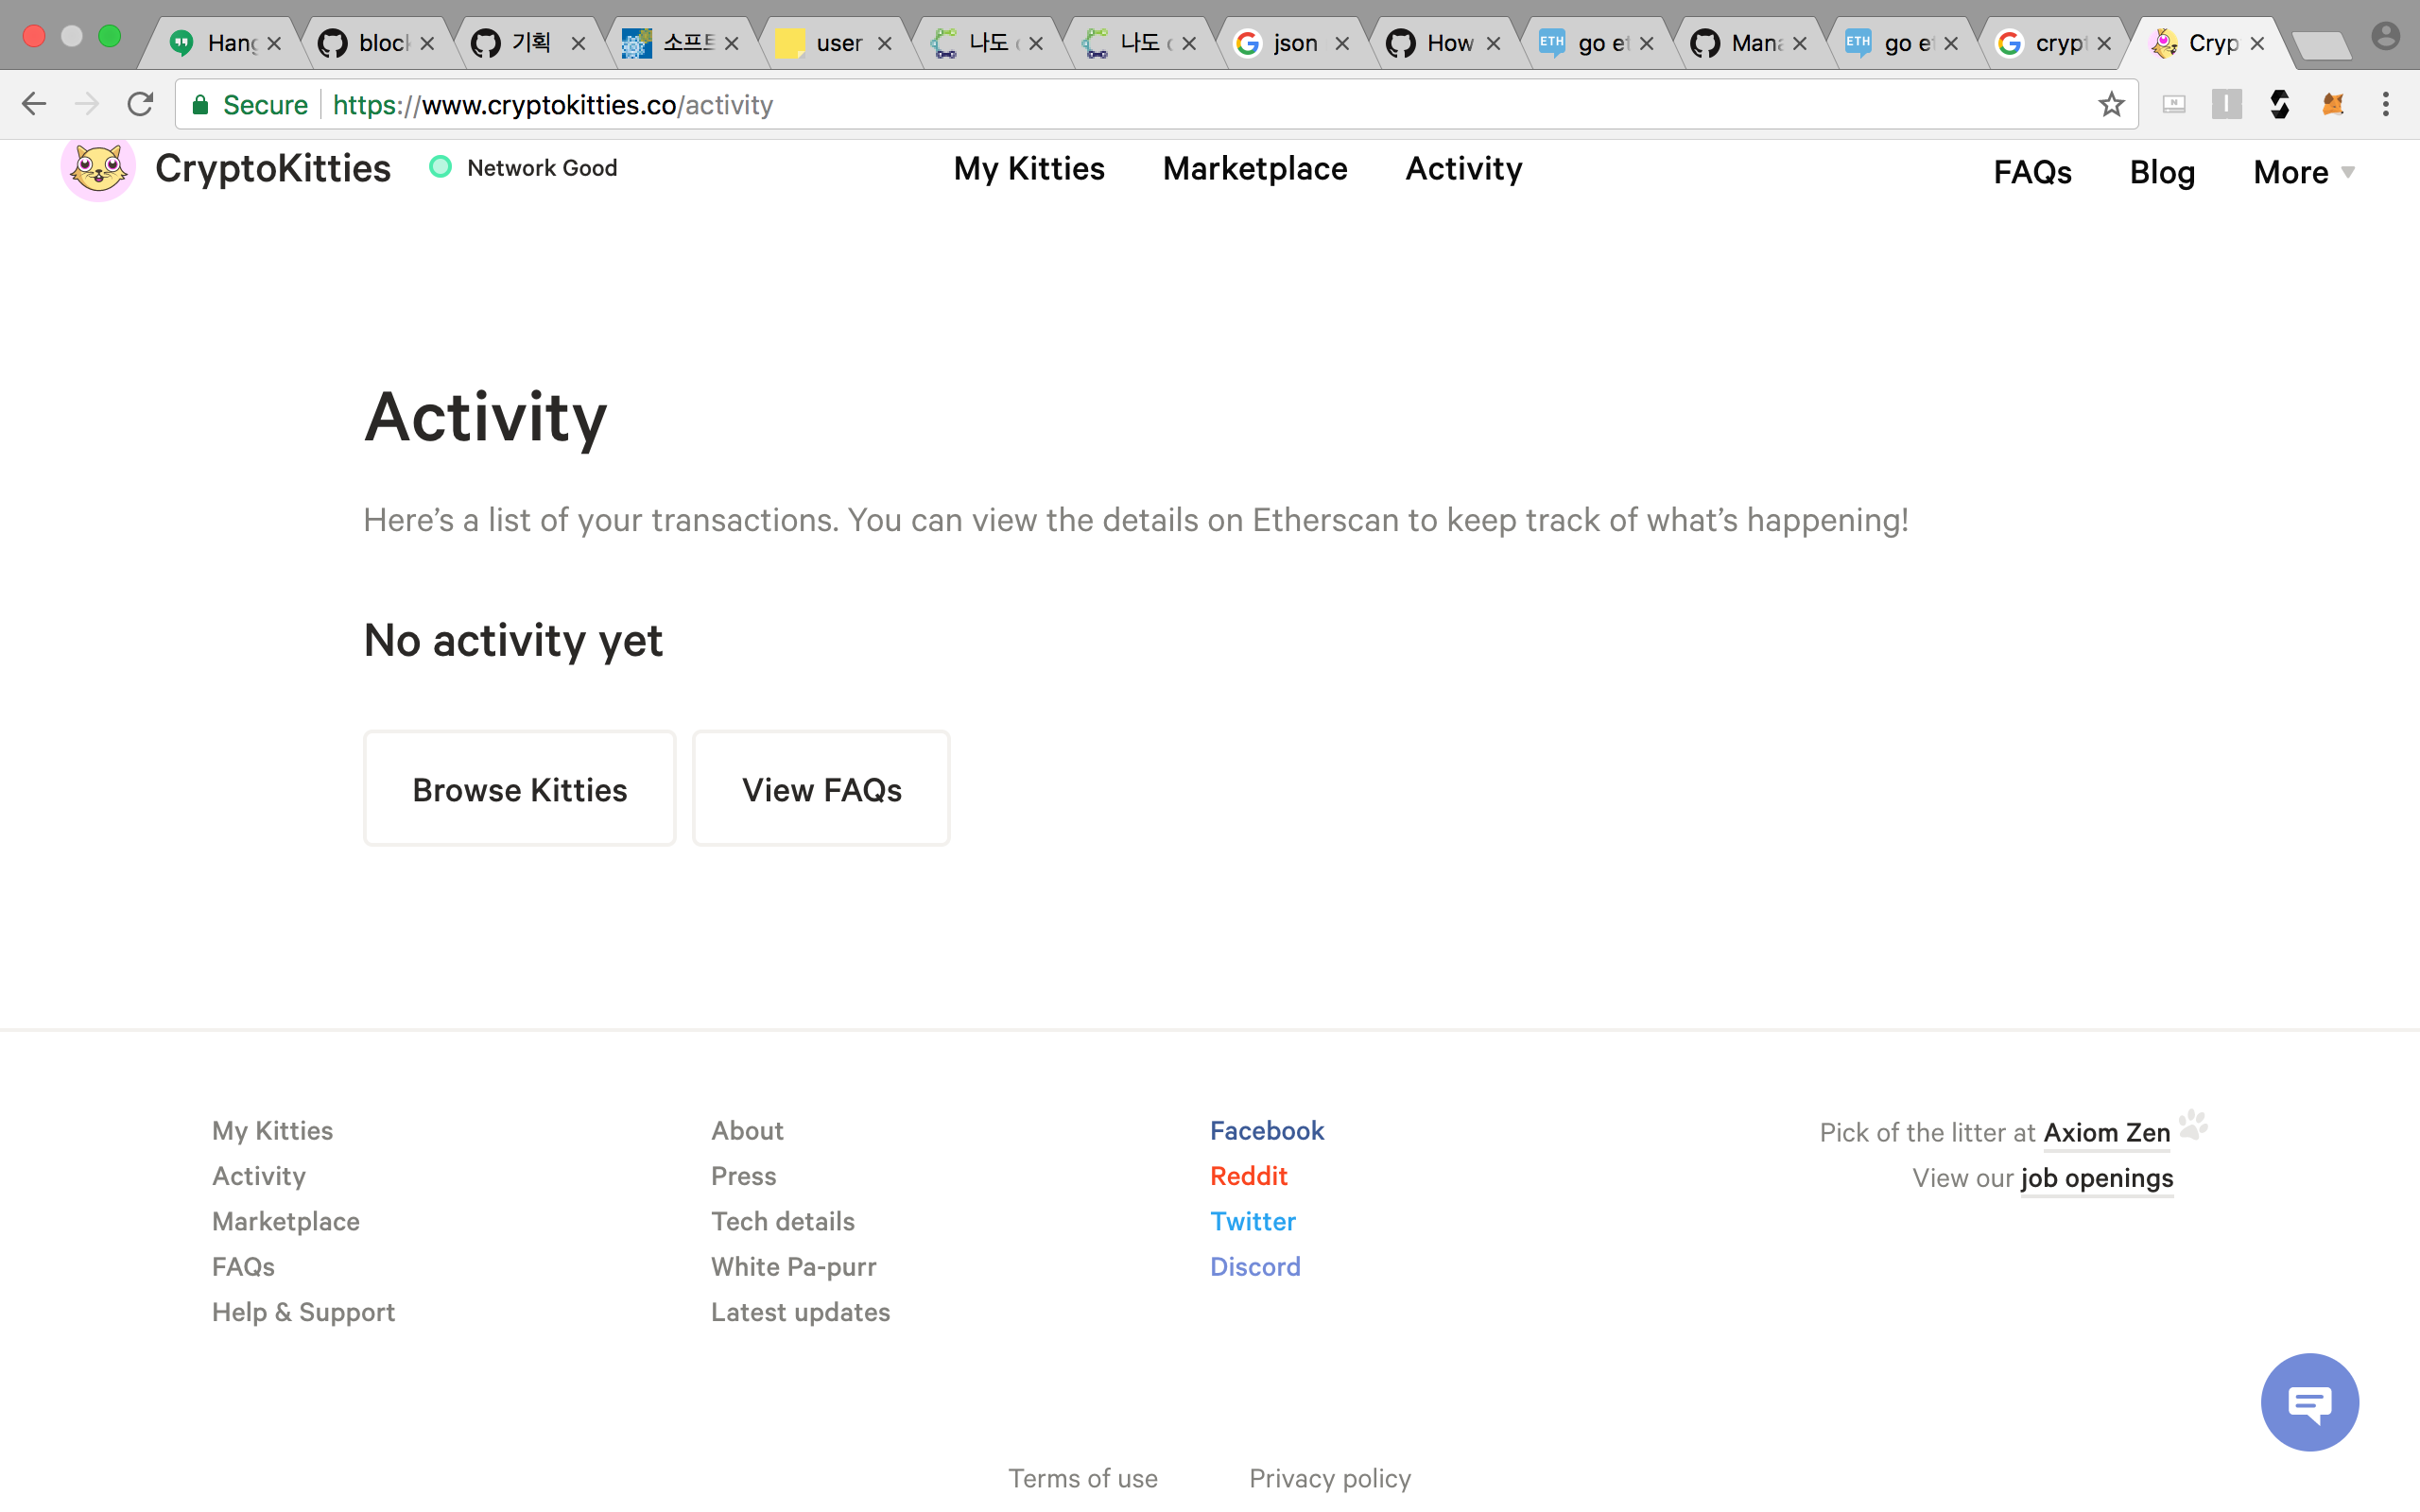 Hang
block
기획
소프트
user
나도
나도
json
How
go et
Mana
go et
crypt
Cryp
Secure https://www.cryptokitties.co/activity
CryptoKitties Network Good My Kitties Marketplace Activity FAQs Blog More
Activity
Here’s a list of your transactions. You can view the details on Etherscan to keep track of what’s happening!
No activity yet
Browse Kitties View FAQs
My Kitties
Activity
Marketplace
FAQs
Help & Support
About
Press
Tech details
White Pa-purr
Latest updates
Facebook
Reddit
Twitter
Discord
Pick of the litter at Axiom Zen
View our job openings
Terms of use Privacy policy